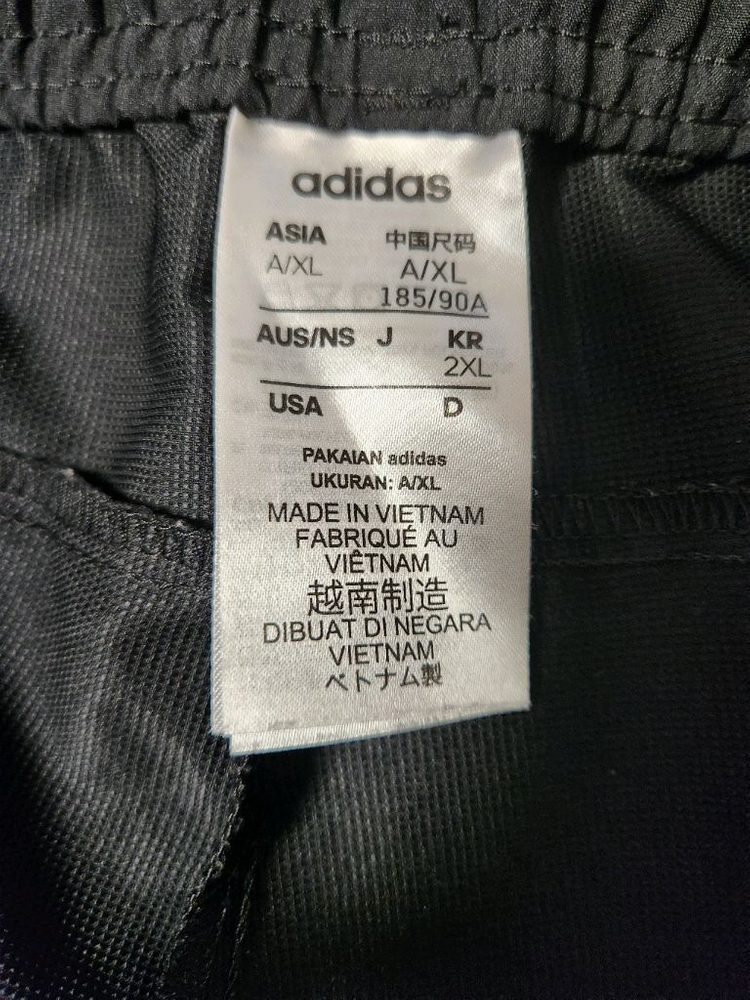 adidas
ASIA 中国尺码
A/XL A/XL
185/90A
AUS/NS J KR
2XL
USA D
PAKAIAN adidas
UKURAN: A/XL
MADE IN VIETNAM
FABRIQUÉ AU
VIÊTNAM
越南制造
DIBUAT DI NEGARA
VIETNAM
ベトナム製